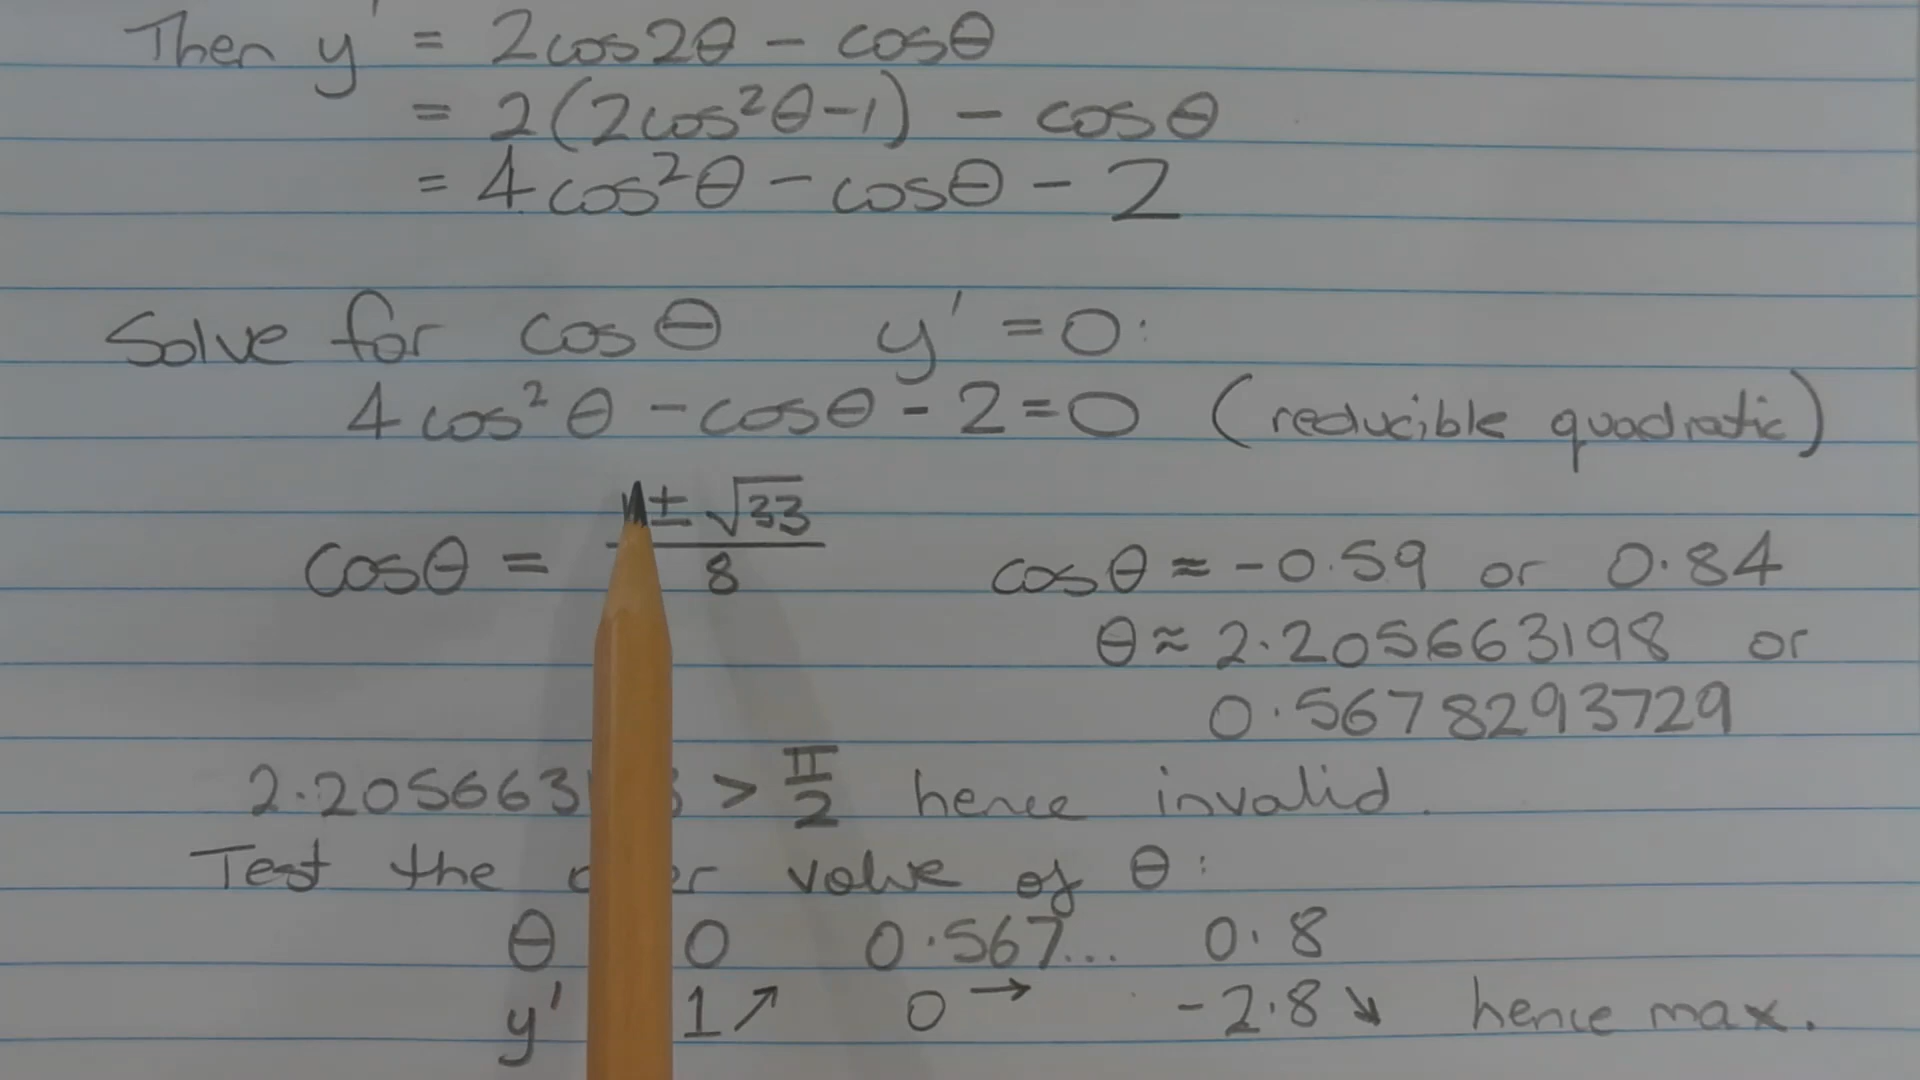 Then y' = 2cos2θ - cosθ
= 2(2cos²θ-1) - cosθ
= 4cos²θ - cosθ - 2
Solve for cosθ y' = 0:
4cos²θ - cosθ - 2 = 0 (reducible quadratic)
cosθ = ± √33 / 8 cosθ ≈ -0.59 or 0.84
θ ≈ 2.205663198 or
0.5678293729
2.205663 > π/2 hence invalid.
Test the value of θ:
θ 0 0.567... 0.8
y' 1 ↗ 0 → -2.8 ↘ hence max.